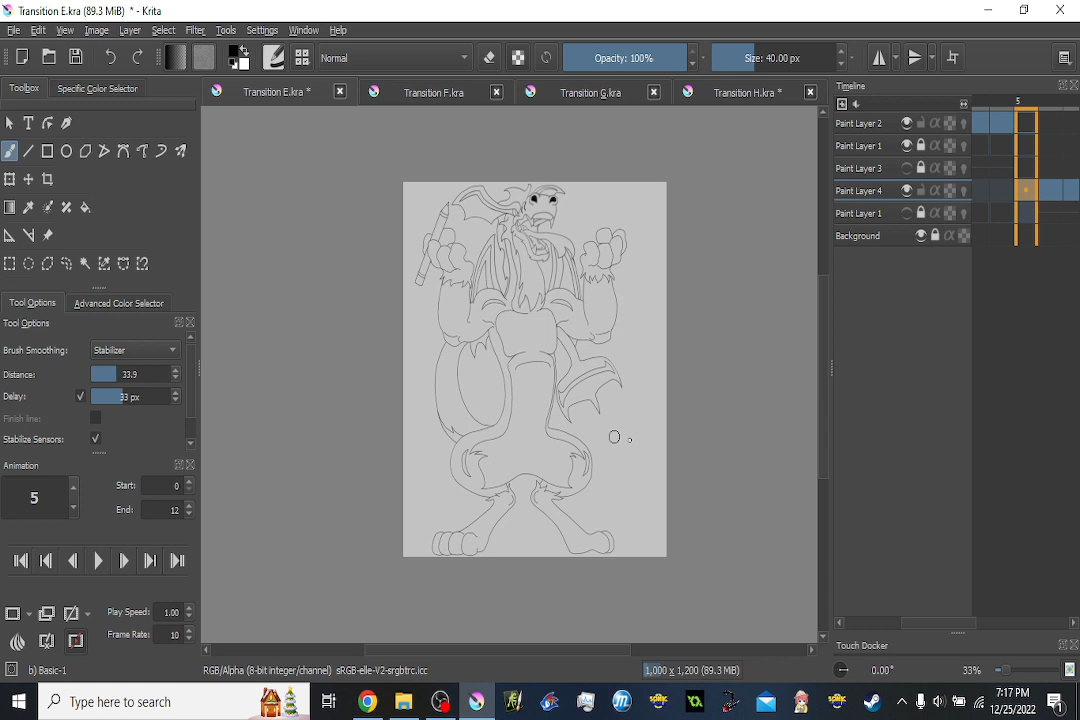 Transition E.kra (89.3 MiB) * - Krita
File Edit View Image Layer Select Filter Tools Settings Window Help
Normal Opacity: 100% Size: 40.00 px
Toolbox Specific Color Selector
Transition E.kra * Transition F.kra Transition G.kra Transition H.kra *
Timeline
5
Paint Layer 2
Paint Layer 1
Paint Layer 3
Paint Layer 4
Paint Layer 1
Background
Tool Options Advanced Color Selector
Tool Options
Brush Smoothing: Stabilizer
Distance: 33.9
Delay: 33 px
Finish line:
Stabilize Sensors:
Animation
Start: 0
5
End: 12
Play Speed: 1.00
Frame Rate: 10
Touch Docker
b) Basic-1 RGB/Alpha (8-bit integer/channel) sRGB-elle-V2-srgbtrc.icc 1,000 x 1,200 (89.3 MiB) 0.00° 33%
Type here to search
7:17 PM
12/25/2022
1